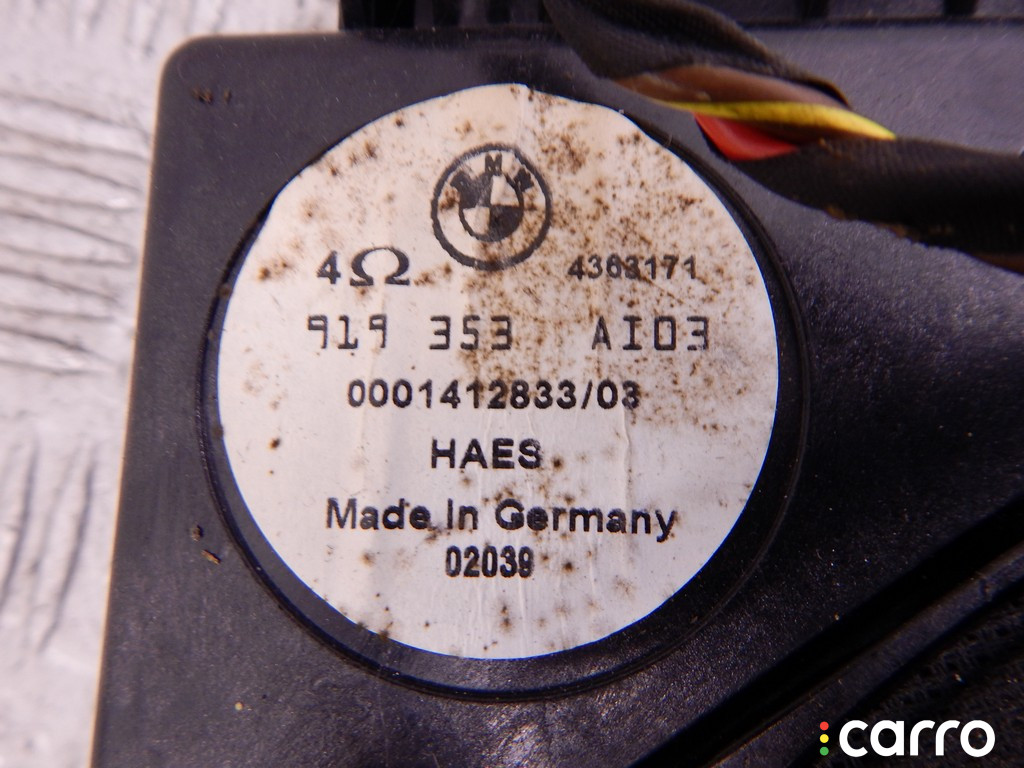 BMW
4Ω 4363171
919 353 AI03
0001412833/03
HAES
Made In Germany
02039
carro